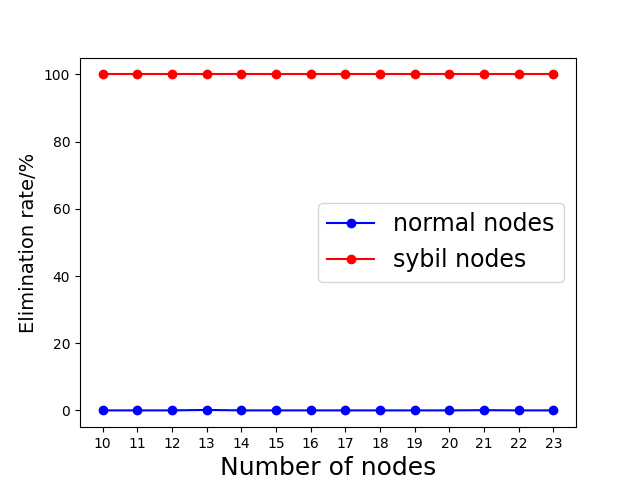 100
80
60
40
20
0
Elimination rate/%
normal nodes
sybil nodes
10 11 12 13 14 15 16 17 18 19 20 21 22 23
Number of nodes